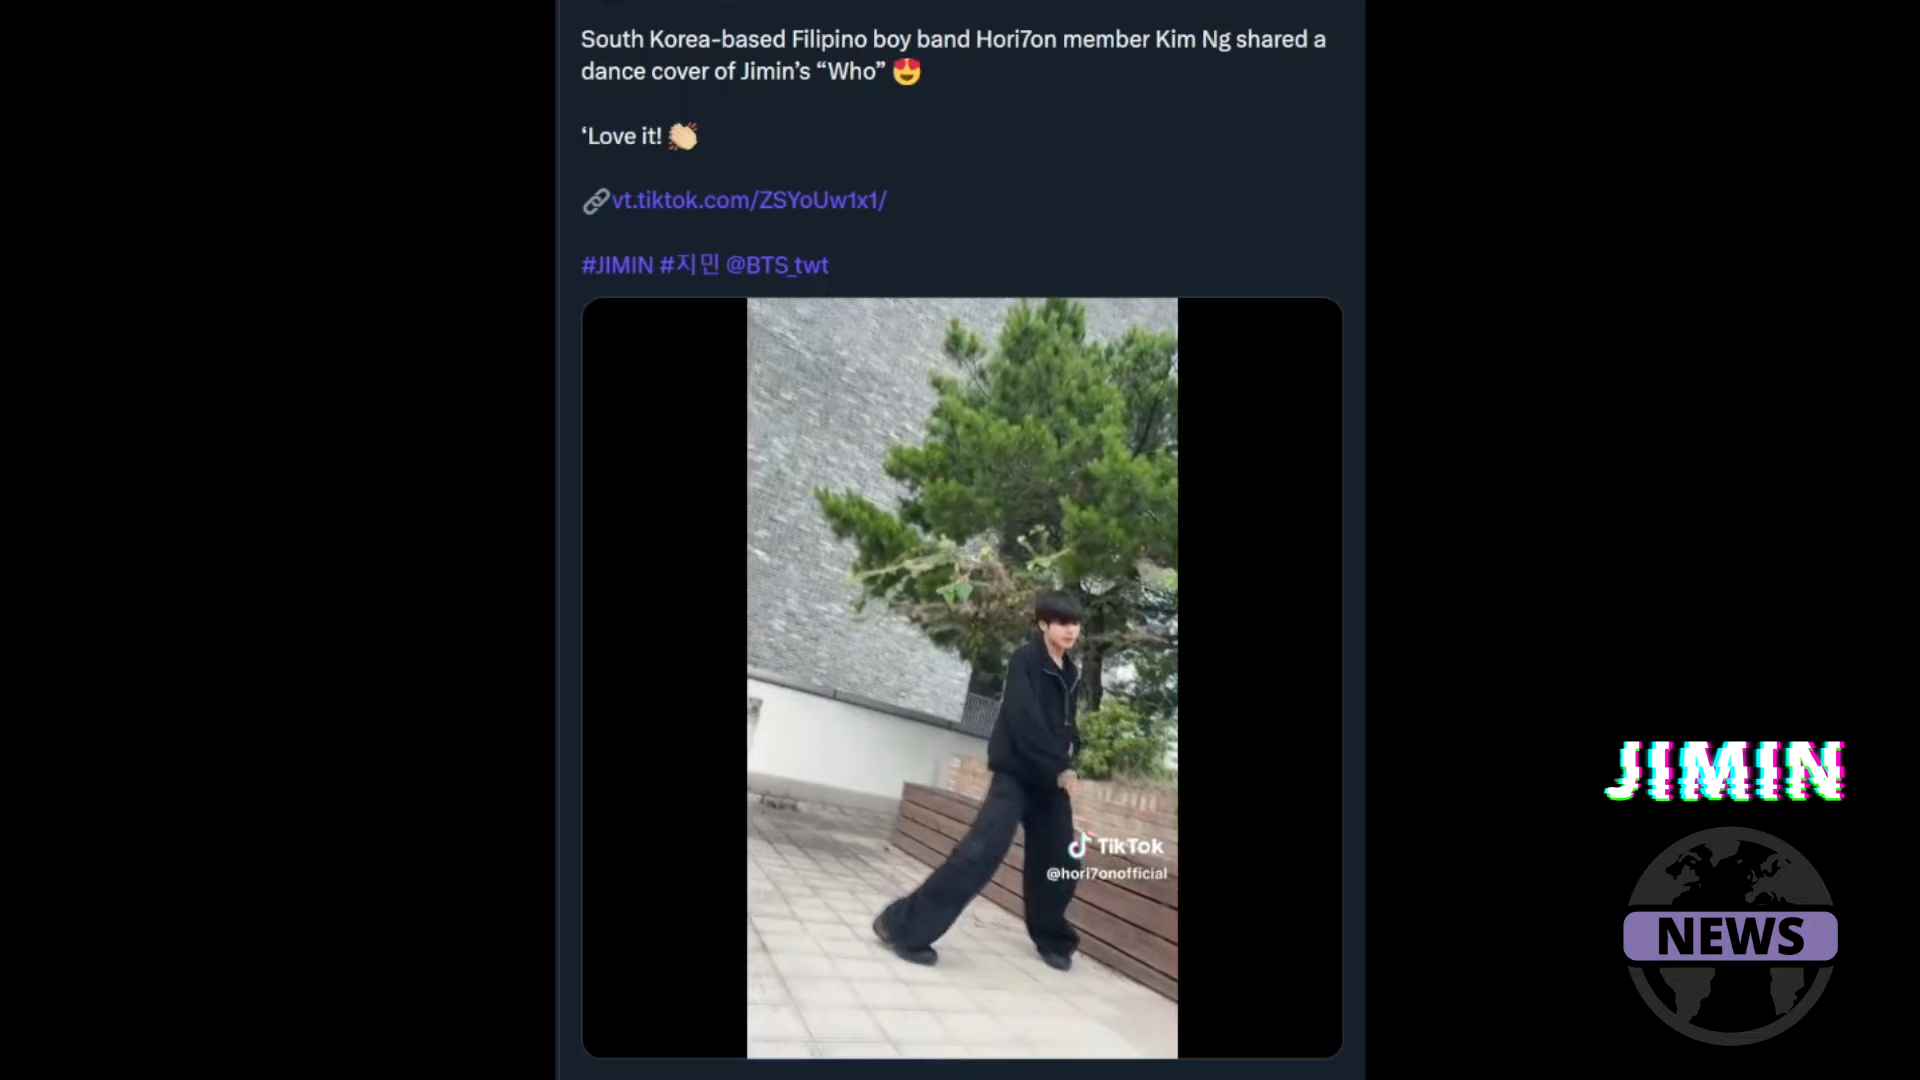 South Korea-based Filipino boy band Hori7on member Kim Ng shared a
dance cover of Jimin's “Who” 😍
‘Love it! 👏🏻
🔗vt.tiktok.com/ZSYoUw1x1/
#JIMIN #지민 @BTS_twt
TikTok
@hori7onofficial
JIMIN
NEWS